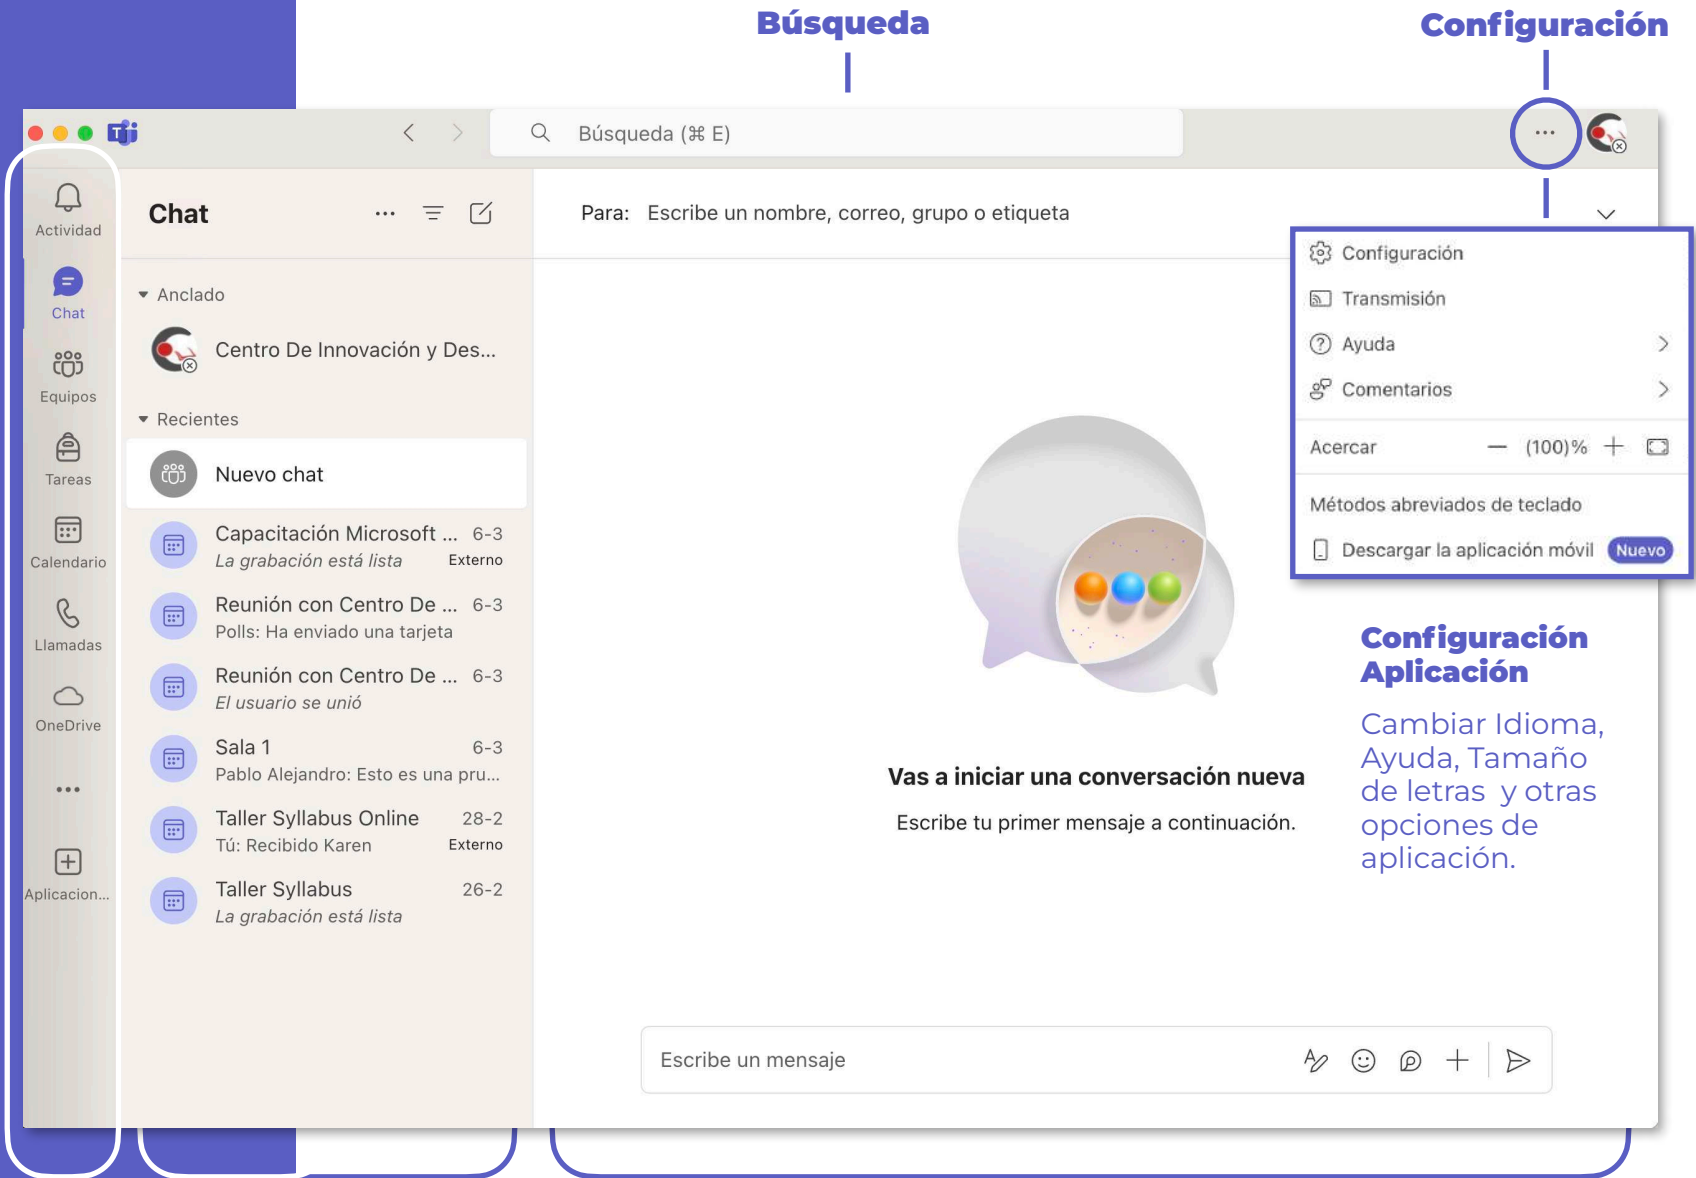 Búsqueda
Configuración
Búsqueda (⌘ E)
Actividad
Chat
Equipos
Tareas
Calendario
Llamadas
OneDrive
Aplicacion...
Chat
Anclado
Centro De Innovación y Des...
Recientes
Nuevo chat
Capacitación Microsoft ... 6-3
La grabación está lista Externo
Reunión con Centro De ... 6-3
Polls: Ha enviado una tarjeta
Reunión con Centro De ... 6-3
El usuario se unió
Sala 1 6-3
Pablo Alejandro: Esto es una pru...
Taller Syllabus Online 28-2
Tú: Recibido Karen Externo
Taller Syllabus 26-2
La grabación está lista
Para: Escribe un nombre, correo, grupo o etiqueta
Vas a iniciar una conversación nueva
Escribe tu primer mensaje a continuación.
Escribe un mensaje
Configuración
Transmisión
Ayuda
Comentarios
Acercar — (100)% +
Métodos abreviados de teclado
Descargar la aplicación móvil Nuevo
Configuración
Aplicación
Cambiar Idioma,
Ayuda, Tamaño
de letras y otras
opciones de
aplicación.